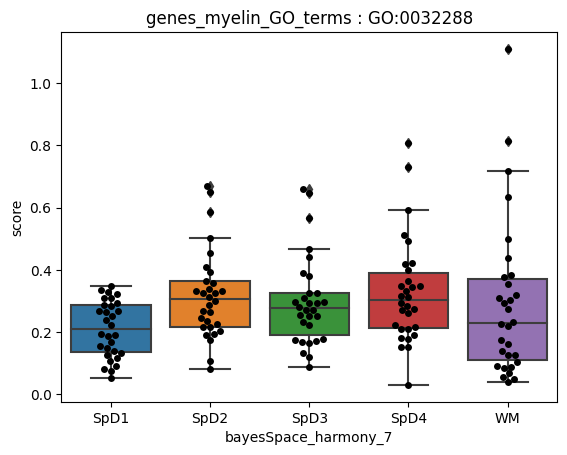 genes_myelin_GO_terms : GO:0032288
score
1.0
0.8
0.6
0.4
0.2
0.0
SpD1 SpD2 SpD3 SpD4 WM
bayesSpace_harmony_7